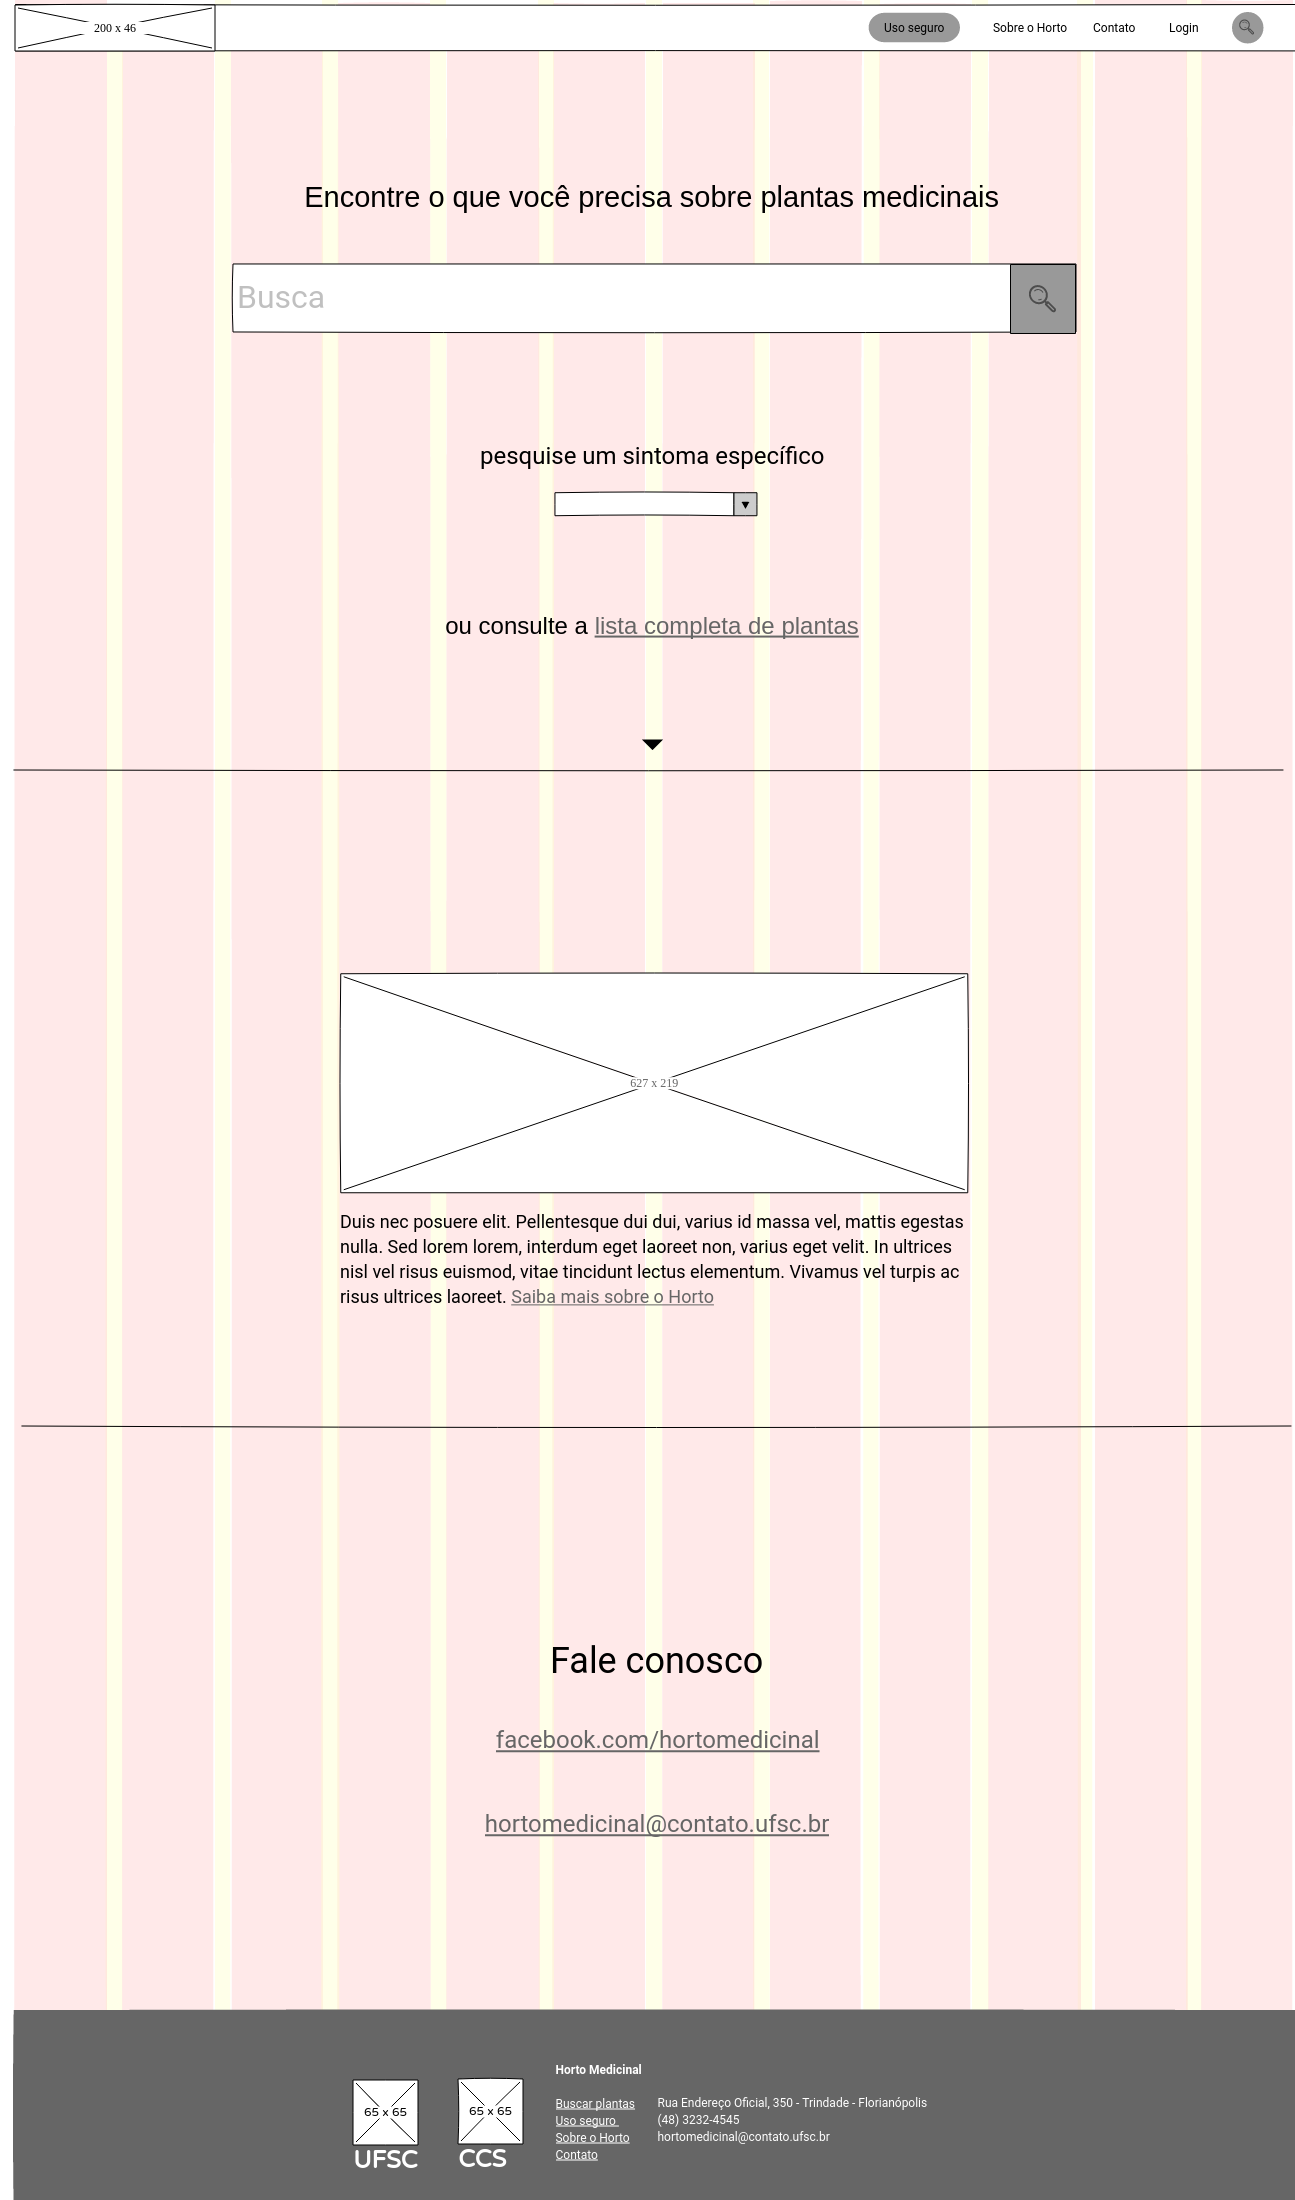 200 x 46
Uso seguro
Sobre o Horto
Contato
Login
Encontre o que você precisa sobre plantas medicinais
Busca
pesquise um sintoma específico
ou consulte a lista completa de plantas
627 x 219
Duis nec posuere elit. Pellentesque dui dui, varius id massa vel, mattis egestas
nulla. Sed lorem lorem, interdum eget laoreet non, varius eget velit. In ultrices
nisl vel risus euismod, vitae tincidunt lectus elementum. Vivamus vel turpis ac
risus ultrices laoreet. Saiba mais sobre o Horto
Fale conosco
facebook.com/hortomedicinal
hortomedicinal@contato.ufsc.br
65 x 65
UFSC
65 x 65
CCS
Horto Medicinal
Buscar plantas
Uso seguro
Sobre o Horto
Contato
Rua Endereço Oficial, 350 - Trindade - Florianópolis
(48) 3232-4545
hortomedicinal@contato.ufsc.br